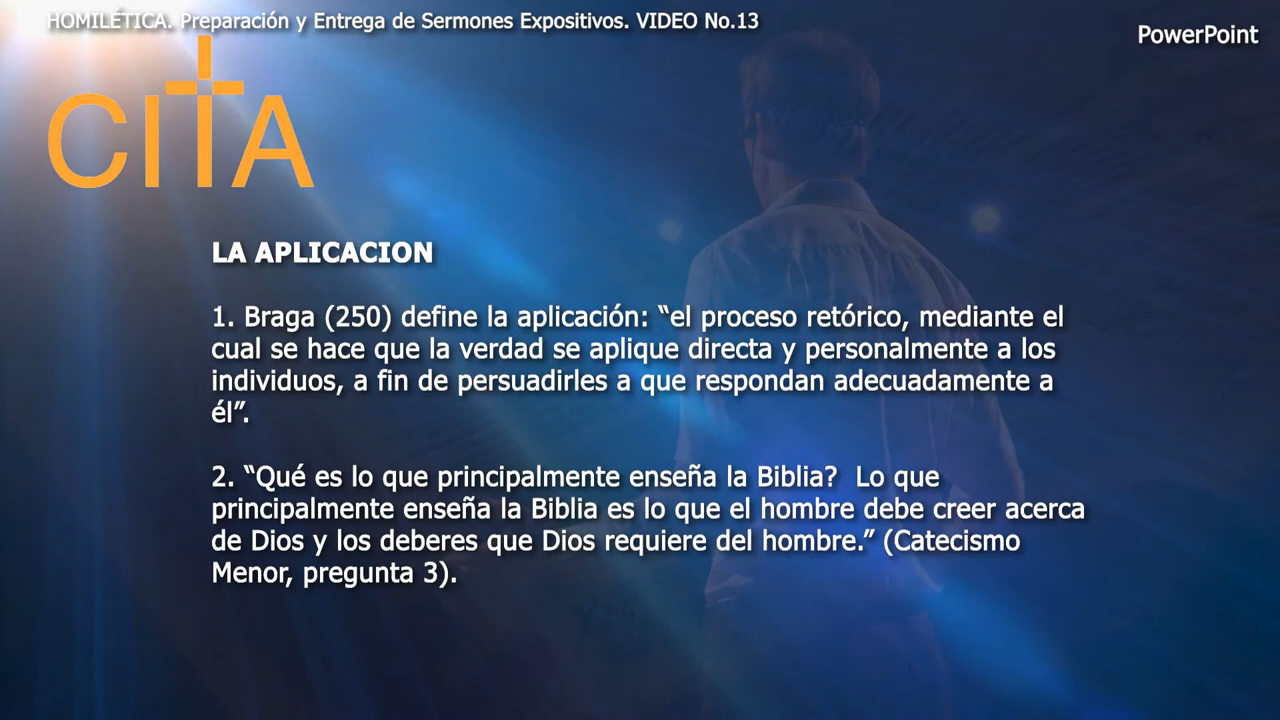 HOMILÉTICA. Preparación y Entrega de Sermones Expositivos. VIDEO No.13
PowerPoint
CITA
LA APLICACION
1. Braga (250) define la aplicación: “el proceso retórico, mediante el
cual se hace que la verdad se aplique directa y personalmente a los
individuos, a fin de persuadirles a que respondan adecuadamente a
él”.
2. “Qué es lo que principalmente enseña la Biblia?  Lo que
principalmente enseña la Biblia es lo que el hombre debe creer acerca
de Dios y los deberes que Dios requiere del hombre.” (Catecismo
Menor, pregunta 3).